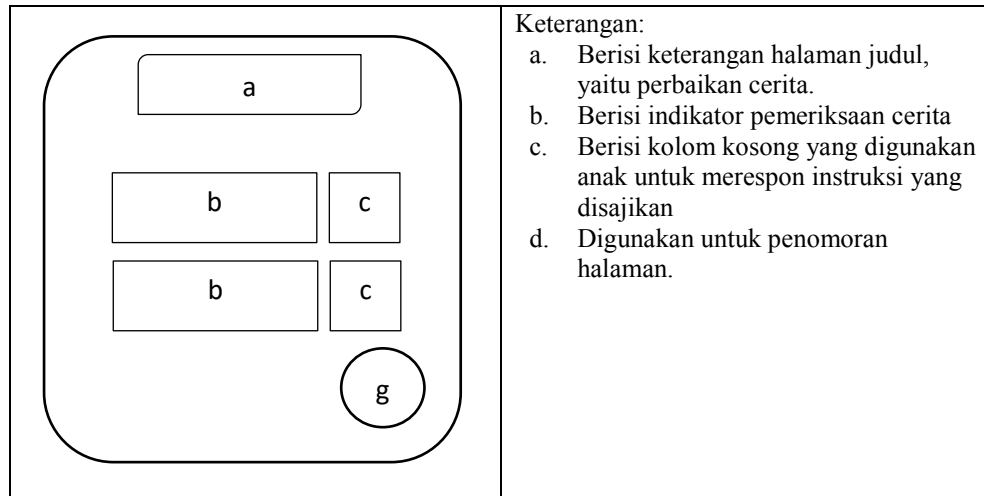 a
b
c
b
c
g
Keterangan:
a. Berisi keterangan halaman judul,
yaitu perbaikan cerita.
b. Berisi indikator pemeriksaan cerita
c. Berisi kolom kosong yang digunakan
anak untuk merespon instruksi yang
disajikan
d. Digunakan untuk penomoran
halaman.